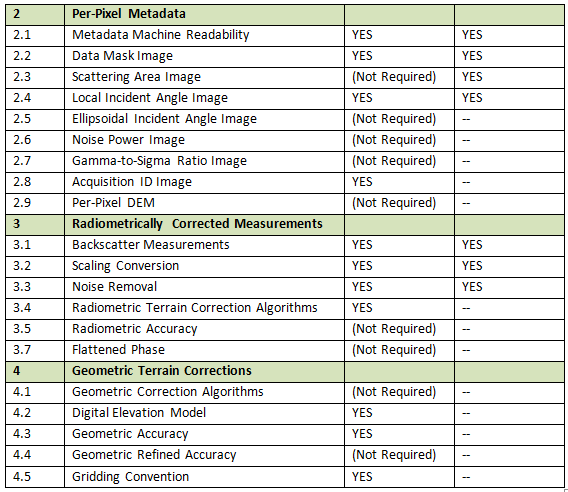 2 Per-Pixel Metadata
2.1 Metadata Machine Readability YES YES
2.2 Data Mask Image YES YES
2.3 Scattering Area Image (Not Required) YES
2.4 Local Incident Angle Image YES YES
2.5 Ellipsoidal Incident Angle Image (Not Required) --
2.6 Noise Power Image (Not Required) --
2.7 Gamma-to-Sigma Ratio Image (Not Required) --
2.8 Acquisition ID Image YES --
2.9 Per-Pixel DEM (Not Required) --
3 Radiometrically Corrected Measurements
3.1 Backscatter Measurements YES YES
3.2 Scaling Conversion YES YES
3.3 Noise Removal YES YES
3.4 Radiometric Terrain Correction Algorithms YES --
3.5 Radiometric Accuracy (Not Required) --
3.7 Flattened Phase (Not Required) --
4 Geometric Terrain Corrections
4.1 Geometric Correction Algorithms (Not Required) --
4.2 Digital Elevation Model YES --
4.3 Geometric Accuracy YES --
4.4 Geometric Refined Accuracy (Not Required) --
4.5 Gridding Convention YES --